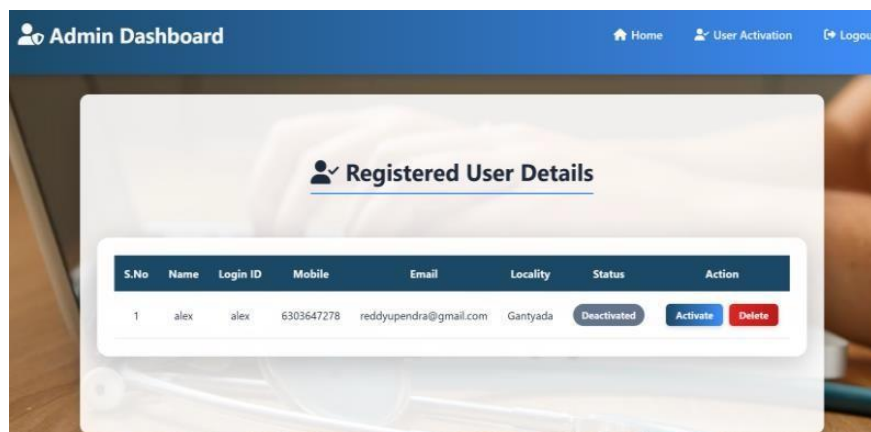 Admin Dashboard Home User Activation Logou
Registered User Details
S.No Name Login ID Mobile Email Locality Status Action
1 alex alex 6303647278 reddyupendra@gmail.com Gantyada Deactivated Activate Delete